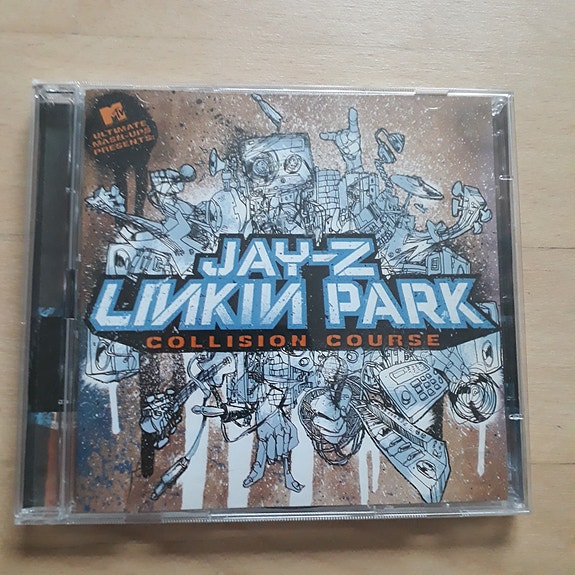 MTV
ULTIMATE
MASH-UPS
PRESENTS:
JAY-Z
LINKIN PARK
COLLISION COURSE